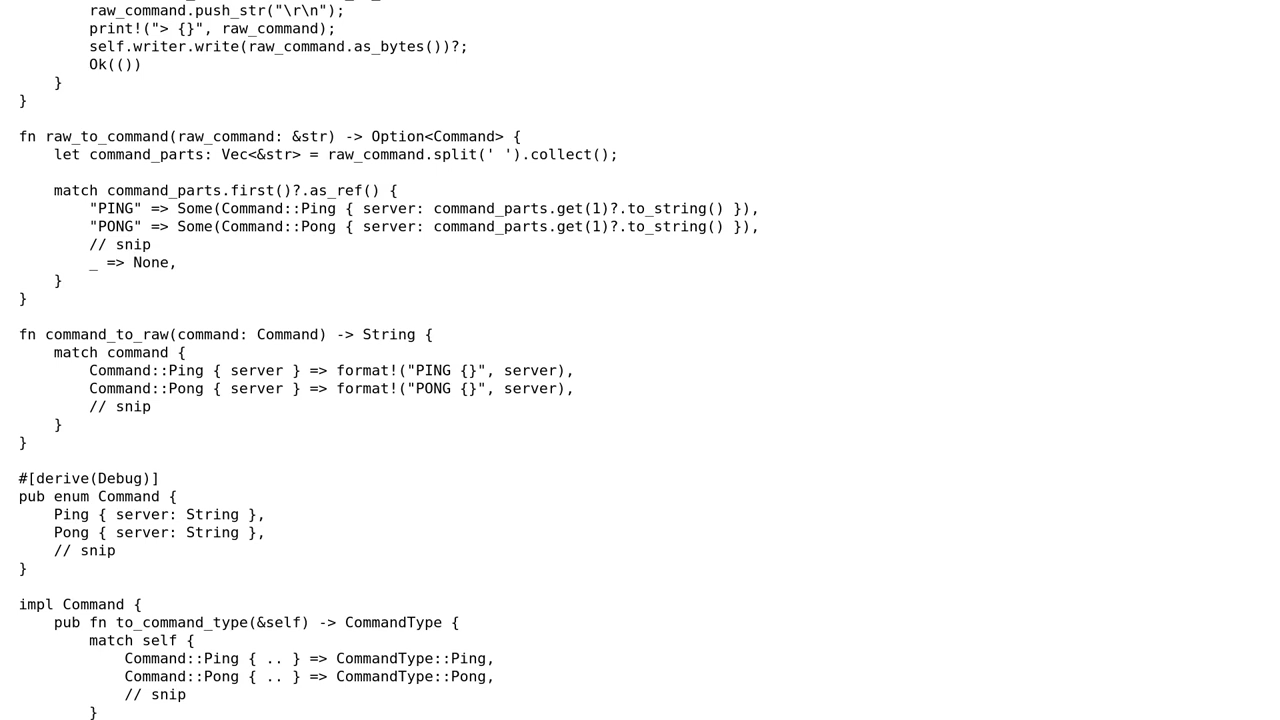 raw_command.push_str("\r\n");
        print!("> {}", raw_command);
        self.writer.write(raw_command.as_bytes())?;
        Ok(())
    }
}

fn raw_to_command(raw_command: &str) -> Option<Command> {
    let command_parts: Vec<&str> = raw_command.split(' ').collect();

    match command_parts.first()?.as_ref() {
        "PING" => Some(Command::Ping { server: command_parts.get(1)?.to_string() }),
        "PONG" => Some(Command::Pong { server: command_parts.get(1)?.to_string() }),
        // snip
        _ => None,
    }
}

fn command_to_raw(command: Command) -> String {
    match command {
        Command::Ping { server } => format!("PING {}", server),
        Command::Pong { server } => format!("PONG {}", server),
        // snip
    }
}

#[derive(Debug)]
pub enum Command {
    Ping { server: String },
    Pong { server: String },
    // snip
}

impl Command {
    pub fn to_command_type(&self) -> CommandType {
        match self {
            Command::Ping { .. } => CommandType::Ping,
            Command::Pong { .. } => CommandType::Pong,
            // snip
        }